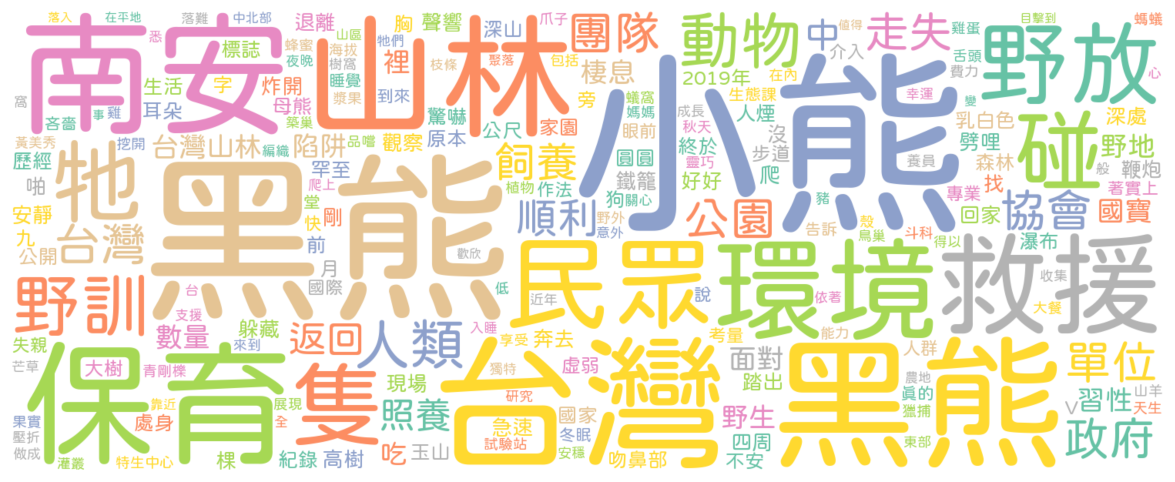 落入
在平地
落難
中北部
退離
胸
聲響
爪子
深山
團隊
動物
中
走失
雞蛋
目擊到
螞蟻
南安
山林
小熊
野放
悉
標誌
蜂蜜
夜晚
山區
海拔
樹窩
牠們
枝條
聚落
包括
棲息
2019年
在內
介入
值得
舌頭
費力
心
窩
生活
字
炸開
裡
睡覺
漿果
到來
旁
蟻窩
媽媽
生態課
人煙
成長
幸運
變
乳白色
深處
吝嗇
事
雞
耳朵
母熊
菜巢
驚嚇
公尺
家園
眼前
秋天
終於
沒
步道
劈哩
碰
野地
黃美秀
歷經
挖開
台灣山林
編織
陷阱
品嚐
觀察
原本
飼養
圓圓
靈巧
爬
養員
森林
般
鞭炮
啪
牠
黑熊
罕至
爬上
植物
作法
鐵籠
好好
豬
專業
找
著實上
安靜
堂
快
剛
順利
狗
關心
公園
回家
協會
國寶
九
台灣
公開
前
野外
意外
告訴
殼
鳥巢
斗科
得以
瀑布
月
國際
歡欣
低
民眾
環境
救援
收集
野訓
台
支援
近年
說
依著
大餐
數量
躲藏
返回
人類
入睡
享受
奔去
考量
能力
失親
來到
芒草
大樹
青剛櫟
保育
隻
獨特
台灣
虛弱
面對
人群
黑熊
單位
現場
研究
踏出
農地
真的
習性
山羊
果實
靠近
展現
全
照養
國家
野生
獵捕
V
天生
壓折
處身
急速
冬眠
四周
東部
政府
做成
吃
玉山
試驗站
安穩
不安
灌叢
特生中心
棵
紀錄
高樹
吻鼻部